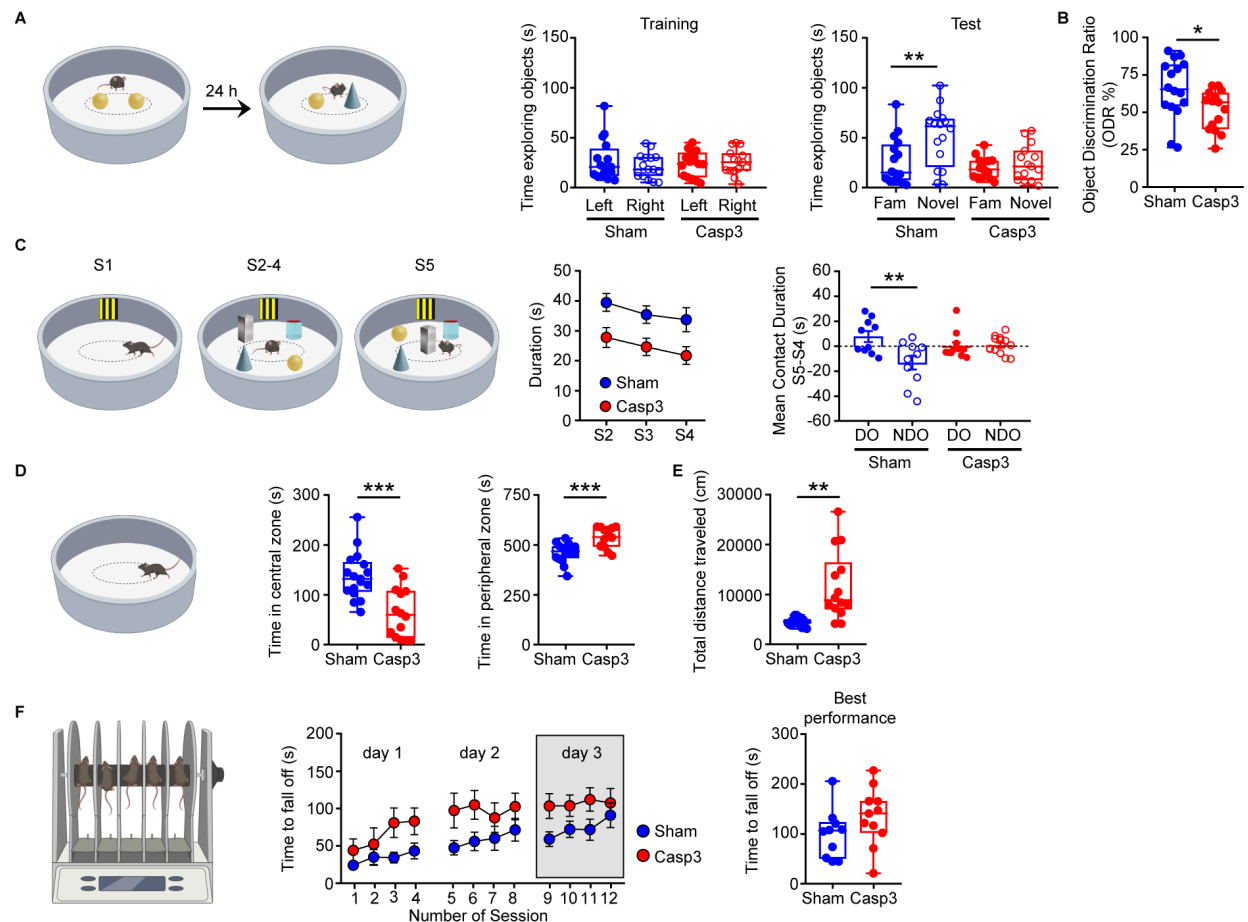 A
24 h
Training
Time exploring objects (s)
150
100
50
0
Left Right Left Right
Sham Casp3
Test
Time exploring objects (s)
150
100
50
0
**
Fam Novel Fam Novel
Sham Casp3
B
Object Discrimination Ratio
(ODR %)
100
75
50
25
0
*
Sham Casp3
C
S1 S2-4 S5
Duration (s)
50
40
30
20
10
0
Sham
Casp3
S2 S3 S4
Mean Contact Duration
S5-S4 (s)
60
40
20
0
-20
-40
-60
**
DO NDO DO NDO
Sham Casp3
D
Time in central zone (s)
300
200
100
0
***
Sham Casp3
Time in peripheral zone (s)
750
500
250
0
***
Sham Casp3
E
Total distance traveled (cm)
30000
20000
10000
0
**
Sham Casp3
F
Time to fall off (s)
200
150
100
50
0
day 1 day 2 day 3
1 2 3 4 5 6 7 8 9 10 11 12
Number of Session
Sham
Casp3
Best
performance
Time to fall off (s)
300
200
100
0
Sham Casp3